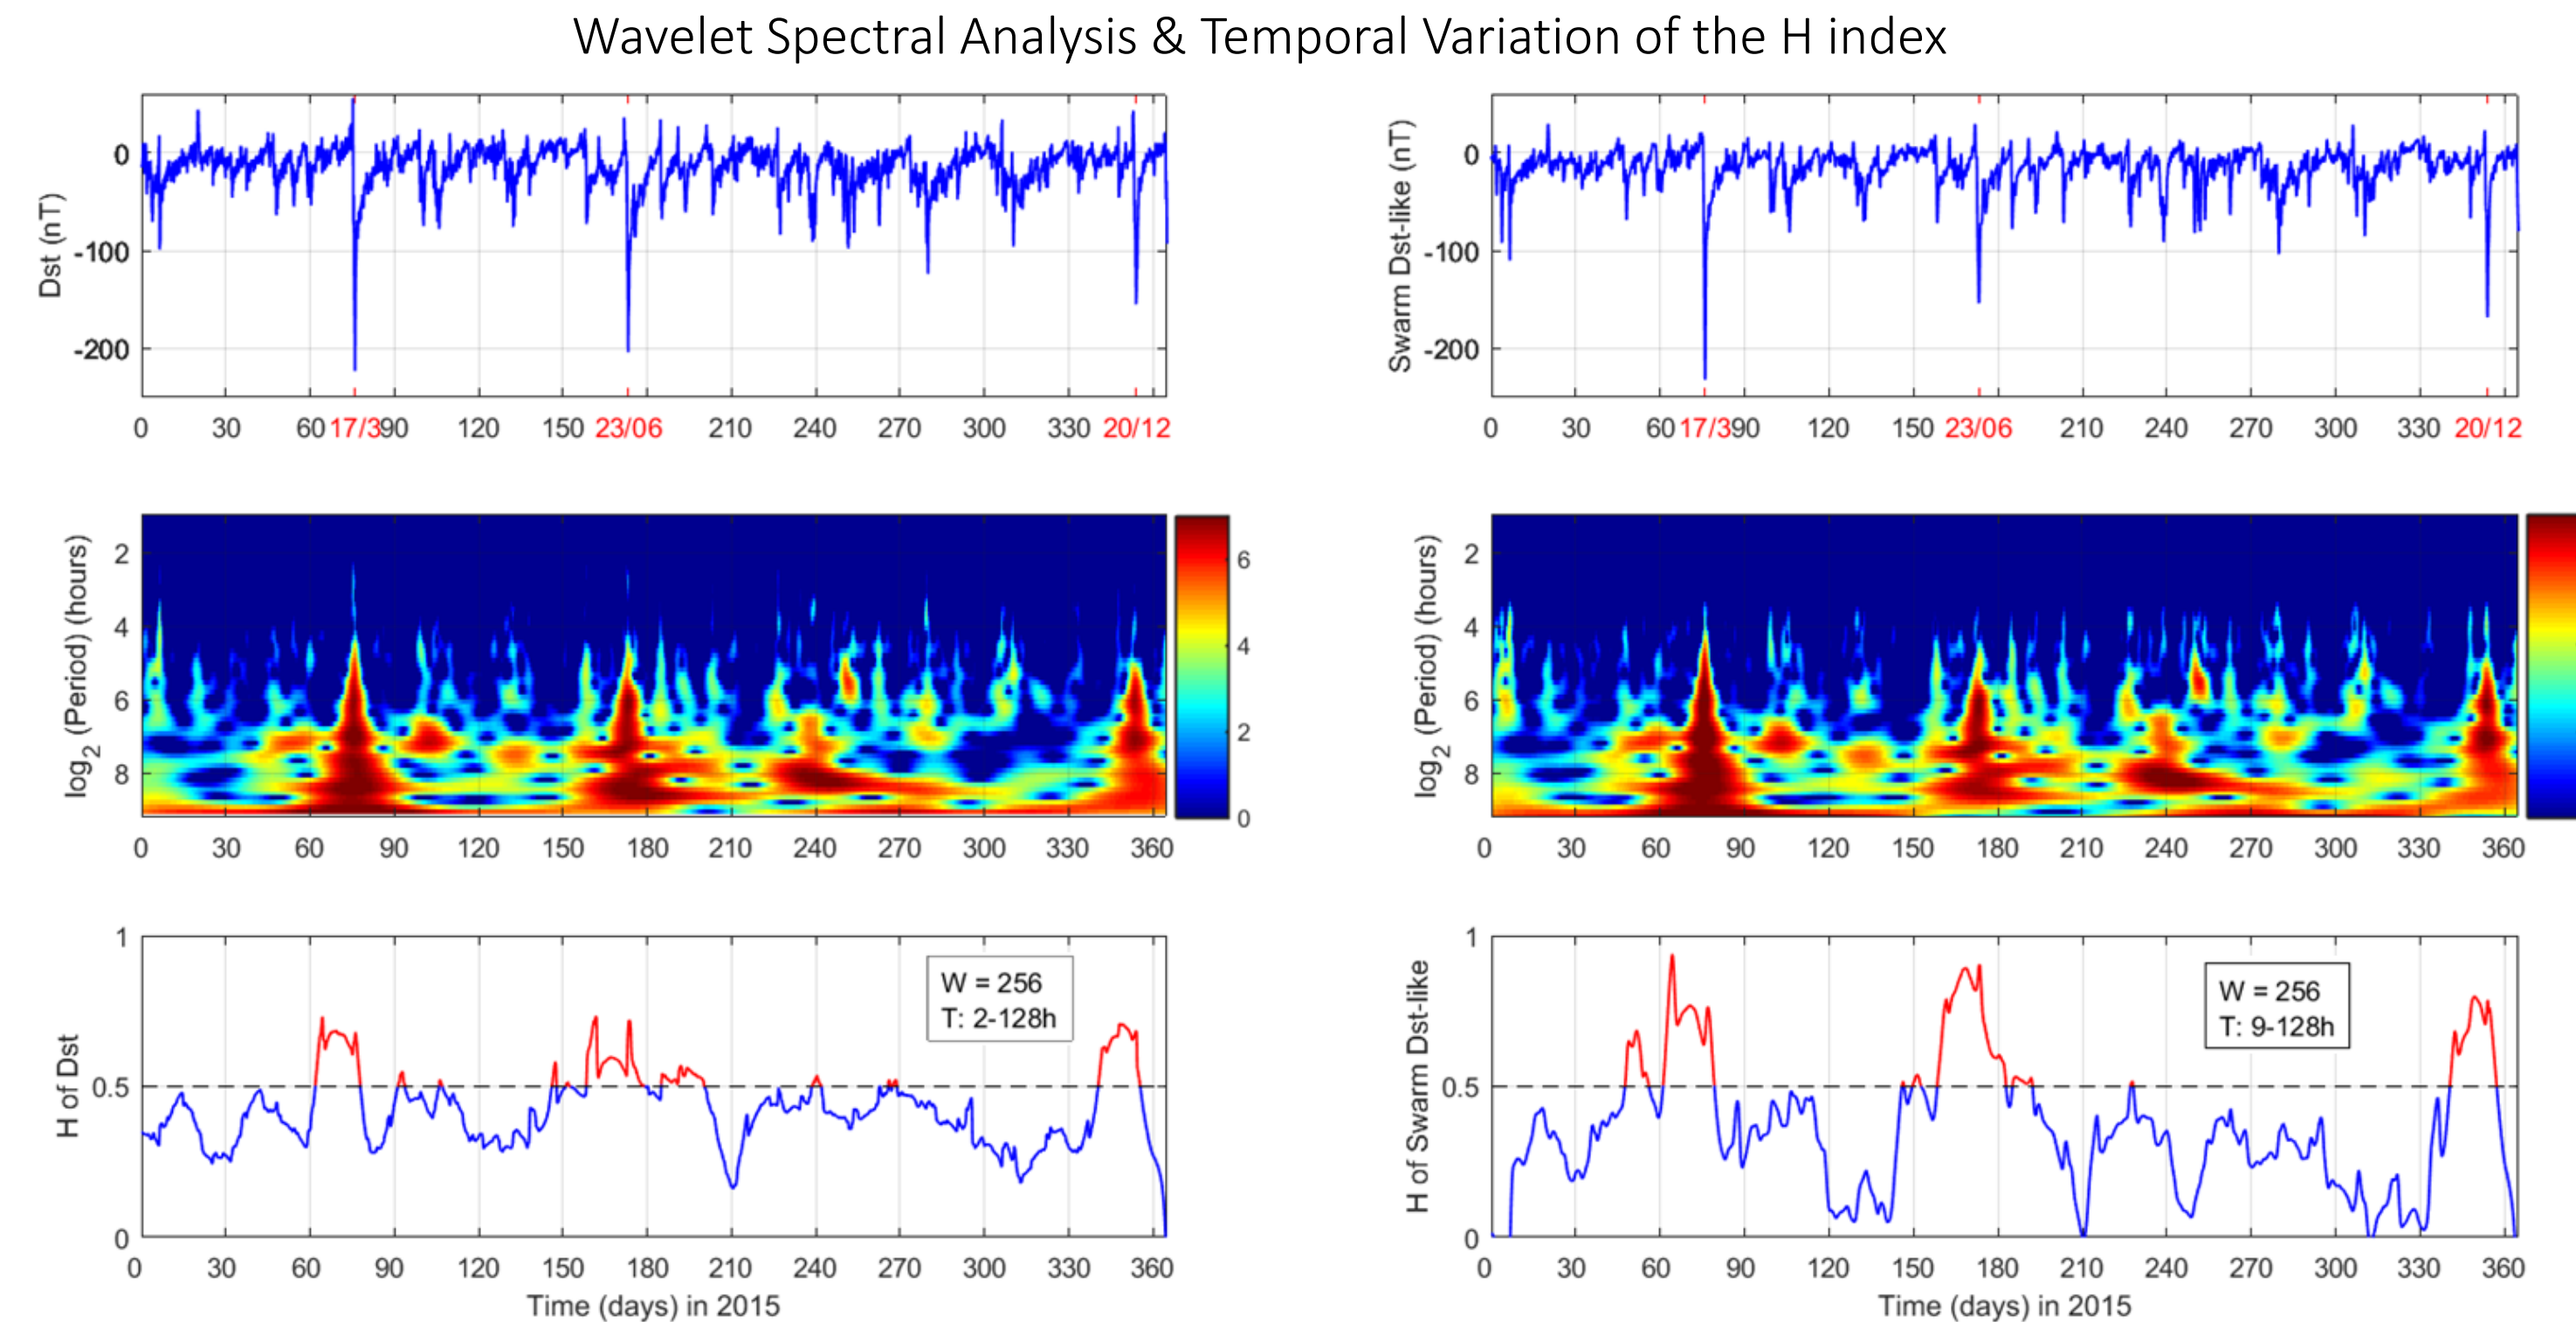 Wavelet Spectral Analysis & Temporal Variation of the H index
Dst (nT)
0
-100
-200
0 30 60 17/3 90 120 150 23/06 210 240 270 300 330 20/12
Swarm Dst-like (nT)
0
-100
-200
0 30 60 17/3 90 120 150 23/06 210 240 270 300 330 20/12
log2 (Period) (hours)
2
4
6
8
0 30 60 90 120 150 180 210 240 270 300 330 360
6
4
2
0
log2 (Period) (hours)
2
4
6
8
0 30 60 90 120 150 180 210 240 270 300 330 360
H of Dst
1
0.5
0
W = 256
T: 2-128h
0 30 60 90 120 150 180 210 240 270 300 330 360
Time (days) in 2015
H of Swarm Dst-like
1
0.5
0
W = 256
T: 9-128h
0 30 60 90 120 150 180 210 240 270 300 330 360
Time (days) in 2015